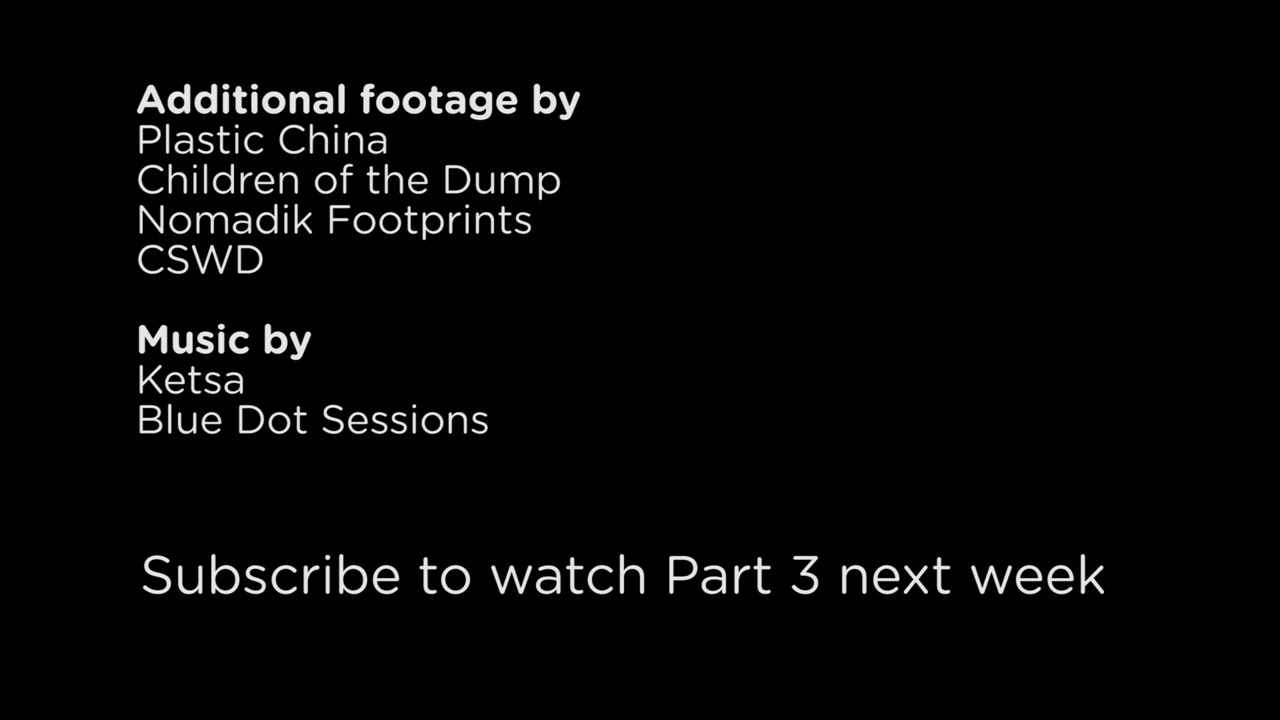 Additional footage by
Plastic China
Children of the Dump
Nomadik Footprints
CSWD
Music by
Ketsa
Blue Dot Sessions
Subscribe to watch Part 3 next week